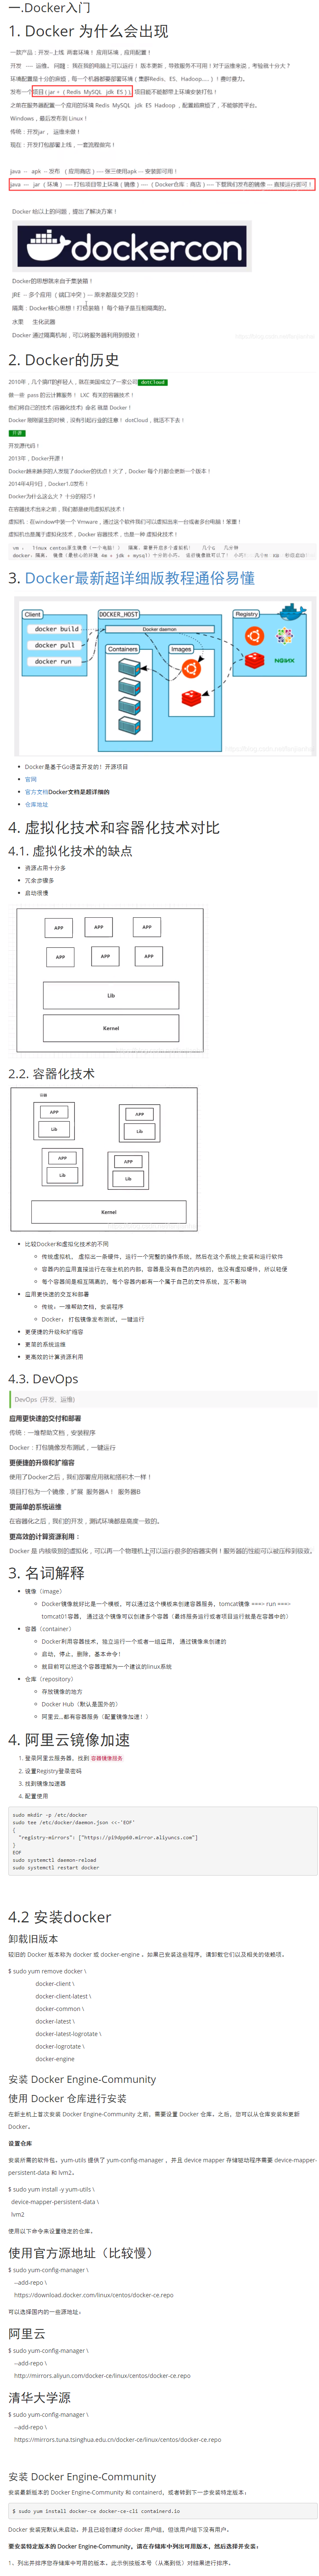 一.Docker入门
1. Docker 为什么会出现
一款产品：开发--上线 两套环境！应用环境，应用配置！
开发 --- 运维。 问题：我在我的电脑上可以运行！版本更新，导致服务不可用！对于运维来说，考验就十分大？
环境配置是十分的麻烦，每一个机器都要部署环境（集群Redis、ES、Hadoop.....）！费时费力。
发布一个项目 ( jar + ( Redis MySQL jdk ES ) ), 项目能不能都带上环境安装打包！
之前在服务器配置一个应用的环境 Redis MySQL jdk ES Hadoop，配置超麻烦了，不能够跨平台。
Windows，最后发布到 Linux！
传统：开发jar， 运维来做！
现在：开发打包部署上线，一套流程做完！
java -- apk -- 发布 （应用商店）--- 张三使用apk -- 安装即可用！
java --- jar（环境） --- 打包项目带上环境（镜像）--- （ Docker仓库：商店）--- 下载我们发布的镜像 --- 直接运行即可！
Docker 给以上的问题，提出了解决方案！
dockercon
Docker的思想就来自于集装箱！
JRE -- 多个应用（端口冲突）--- 原来都是交叉的！
隔离：Docker核心思想！打包装箱！每个箱子是互相隔离的。
水果 生化武器
Docker 通过隔离机制，可以将服务器利用到极致！
2. Docker的历史
2010年，几个搞IT的年轻人，就在美国成立了一家公司 dotCloud
做一些 pass 的云计算服务！ LXC 有关的容器技术！
他们将自己的技术 (容器化技术) 命名 就是 Docker！
Docker 刚刚诞生的时候，没有引起行业的注意！ dotCloud，就活不下去！
开源
开发源代码！
2013年，Docker开源！
Docker越来越多的人发现了docker的优点！火了，Docker 每个月都会更新一个版本！
2014年4月9日，Docker1.0发布！
Docker为什么这么火？十分的轻巧！
在容器技术出来之前，我们都是使用虚拟机技术！
虚拟机：在window中装一个 Vmware，通过这个软件我们可以虚拟出来一台或者多台电脑！笨重！
虚拟机也是属于虚拟化技术，Docker 容器技术，也是一种 虚拟化技术！
3. Docker最新超详细版教程通俗易懂
Client
DOCKER_HOST
Registry
docker build
docker pull
docker run
Docker daemon
Containers
Images
NGINX
Docker是基于Go语言开发的！开源项目
官网
官方文档Docker文档是超详细的
仓库地址
4. 虚拟化技术和容器化技术对比
4.1. 虚拟化技术的缺点
资源占用十分多
冗余步骤多
启动很慢
APP
APP
APP
APP
APP
APP
Lib
Kernel
2.2. 容器化技术
容器
APP
Lib
APP
Lib
APP
Lib
APP
Lib
Kernel
比较Docker和虚拟化技术的不同
传统虚拟机， 虚拟出一条硬件，运行一个完整的操作系统，然后在这个系统上安装和运行软件
容器内的应用直接运行在宿主机的内部，容器是没有自己的内核的，也没有虚拟硬件，所以轻便
每个容器间是相互隔离的，每个容器内都有一个属于自己的文件系统，互不影响
应用更快速的交互和部署
传统：一堆帮助文档，安装程序
Docker： 打包镜像发布测试，一键运行
更便捷的升级和扩缩容
更简的系统运维
更高效的计算资源利用
4.3. DevOps
DevOps（开发、运维)
应用更快速的交付和部署
传统：一堆帮助文档，安装程序
Docker：打包镜像发布测试，一键运行
更便捷的升级和扩缩容
使用了Docker之后，我们部署应用就和搭积木一样！
项目打包为一个镜像，扩展 服务器A！ 服务器B
更简单的系统运维
在容器化之后，我们的开发，测试环境都是高度一致的。
更高效的计算资源利用：
Docker 是 内核级别的虚拟化，可以再一个物理机上可以运行很多的容器实例！服务器的性能可以被压榨到极致。
3. 名词解释
镜像（image）
Docker镜像就好比是一个模板，可以通过这个模板来创建容器服务，tomcat镜像 ===> run ===>
tomcat01容器， 通过这个镜像可以创建多个容器（最终服务运行或者项目运行就是在容器中的）
容器（container）
Docker利用容器技术，独立运行一个或者一组应用， 通过镜像来创建的
启动，停止，删除，基本命令！
就目前可以把这个容器理解为一个建议的linux系统
仓库（repository）
存放镜像的地方
Docker Hub（默认是国外的）
阿里云…都有容器服务（配置镜像加速！）
4. 阿里云镜像加速
1. 登录阿里云服务器，找到 容器镜像服务
2. 设置Registry登录密码
3. 找到镜像加速器
4. 配置使用
sudo mkdir -p /etc/docker
sudo tee /etc/docker/daemon.json <<-'EOF'
{
"registry-mirrors": ["https://pi9dpp60.mirror.aliyuncs.com"]
}
EOF
sudo systemctl daemon-reload
sudo systemctl restart docker
4.2 安装docker
卸载旧版本
较旧的 Docker 版本称为 docker 或 docker-engine 。如果已安装这些程序，请卸载它们以及相关的依赖项。
$ sudo yum remove docker \
docker-client \
docker-client-latest \
docker-common \
docker-latest \
docker-latest-logrotate \
docker-logrotate \
docker-engine
安装 Docker Engine-Community
使用 Docker 仓库进行安装
在新主机上首次安装 Docker Engine-Community 之前，需要设置 Docker 仓库。之后，您可以从仓库安装和更新
Docker。
设置仓库
安装所需的软件包。yum-utils 提供了 yum-config-manager ，并且 device mapper 存储驱动程序需要 device-mapper-
persistent-data 和 lvm2。
$ sudo yum install -y yum-utils \
device-mapper-persistent-data \
lvm2
使用以下命令来设置稳定的仓库。
使用官方源地址（比较慢）
$ sudo yum-config-manager \
--add-repo \
https://download.docker.com/linux/centos/docker-ce.repo
可以选择国内的一些源地址：
阿里云
$ sudo yum-config-manager \
--add-repo \
http://mirrors.aliyun.com/docker-ce/linux/centos/docker-ce.repo
清华大学源
$ sudo yum-config-manager \
--add-repo \
https://mirrors.tuna.tsinghua.edu.cn/docker-ce/linux/centos/docker-ce.repo
安装 Docker Engine-Community
安装最新版本的 Docker Engine-Community 和 containerd，或者转到下一步安装特定版本：
$ sudo yum install docker-ce docker-ce-cli containerd.io
Docker 安装完默认未启动。并且已经创建好 docker 用户组，但该用户组下没有用户。
要安装特定版本的 Docker Engine-Community，请在存储库中列出可用版本，然后选择并安装：
1、列出并排序您存储库中可用的版本。此示例按版本号（从高到低）对结果进行排序。